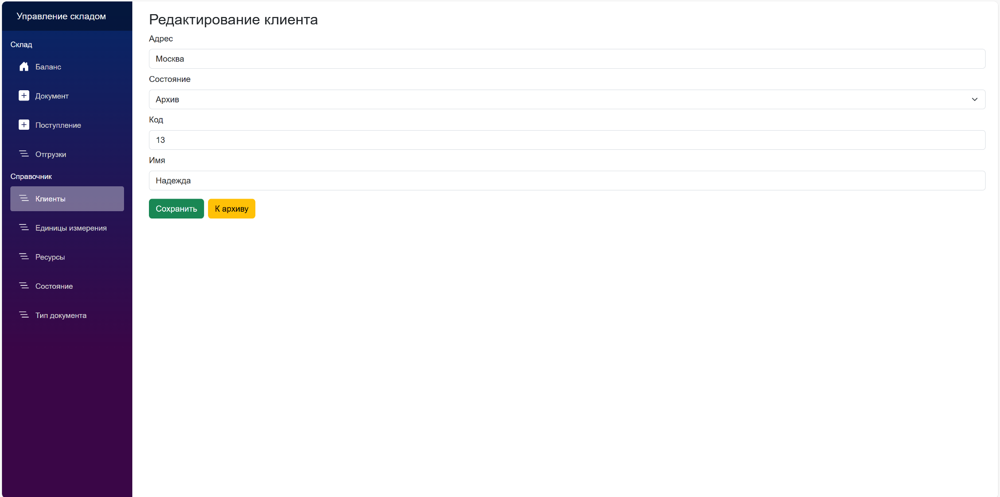 Управление складом
Склад
Баланс
Документ
Поступление
Отгрузки
Справочник
Клиенты
Единицы измерения
Ресурсы
Состояние
Тип документа
Редактирование клиента
Адрес
Москва
Состояние
Архив
Код
13
Имя
Надежда
Сохранить
К архиву